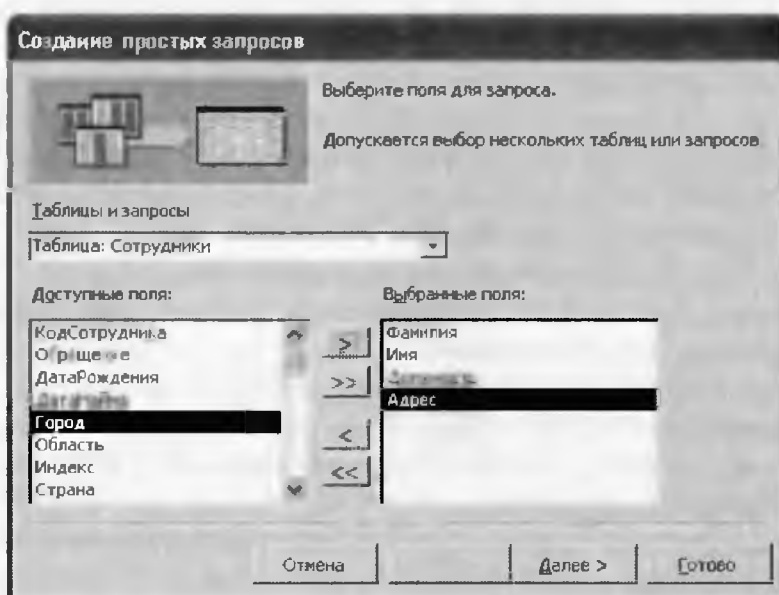 Создание простых запросов
Выберите поля для запроса.
Допускается выбор нескольких таблиц или запросов
Таблицы и запросы
Таблица: Сотрудники
Доступные поля:
Выбранные поля:
КодСотрудника
Обращение
ДатаРождения
Город
Область
Индекс
Страна
>
>>
<
<<
Фамилия
Имя
Адрес
Отмена
Далее >
Готово